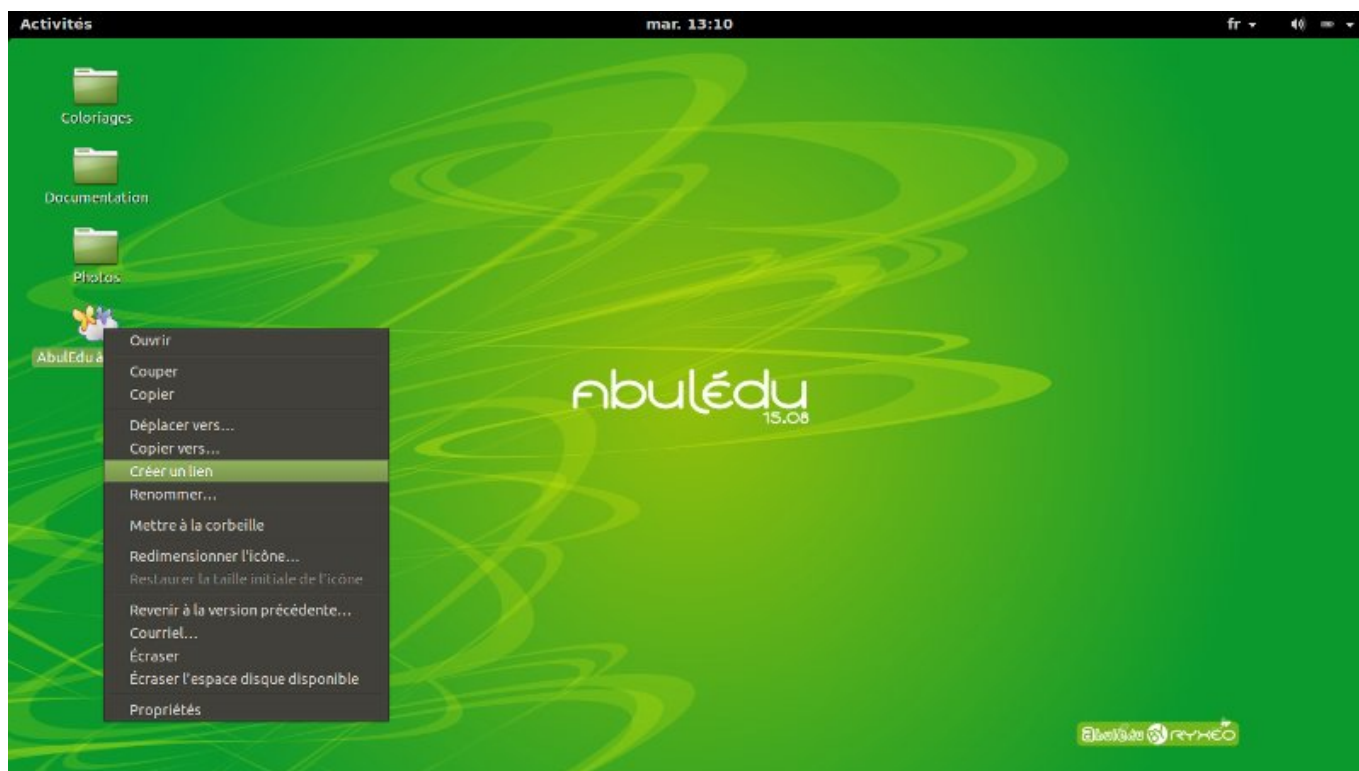 Activités
mar. 13:10
fr
Coloriages
Documentation
Photos
AbulEdu à
Ouvrir
Couper
Copier
Déplacer vers…
Copier vers…
Créer un lien
Renommer…
Mettre à la corbeille
Redimensionner l'icône…
Restaurer la taille initiale de l'icône
Revenir à la version précédente…
Courriel…
Écraser
Écraser l'espace disque disponible
Propriétés
abulédu
15.08
AbulÉdu RYXÉO